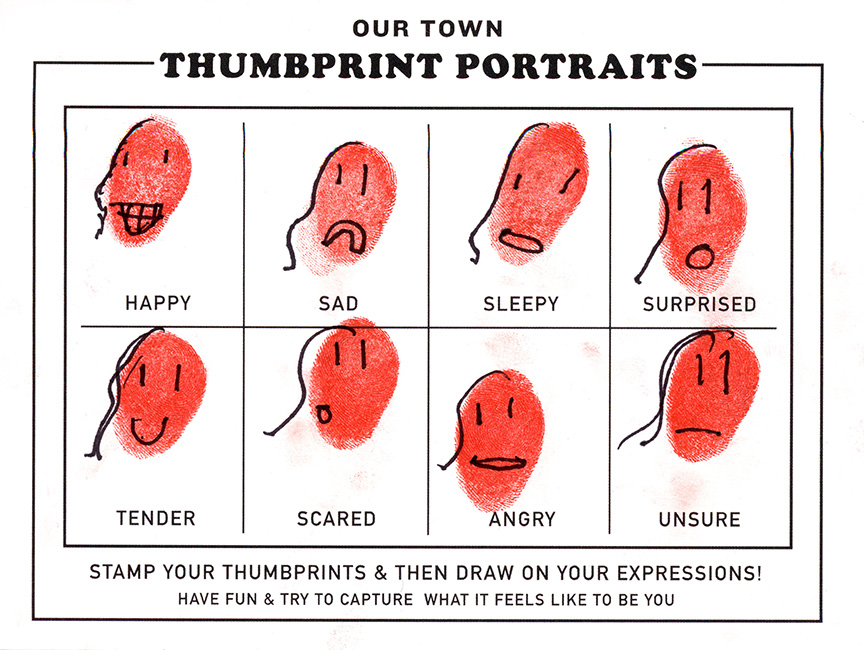 OUR TOWN
THUMBPRINT PORTRAITS
HAPPY SAD SLEEPY SURPRISED
TENDER SCARED ANGRY UNSURE
STAMP YOUR THUMBPRINTS & THEN DRAW ON YOUR EXPRESSIONS!
HAVE FUN & TRY TO CAPTURE WHAT IT FEELS LIKE TO BE YOU